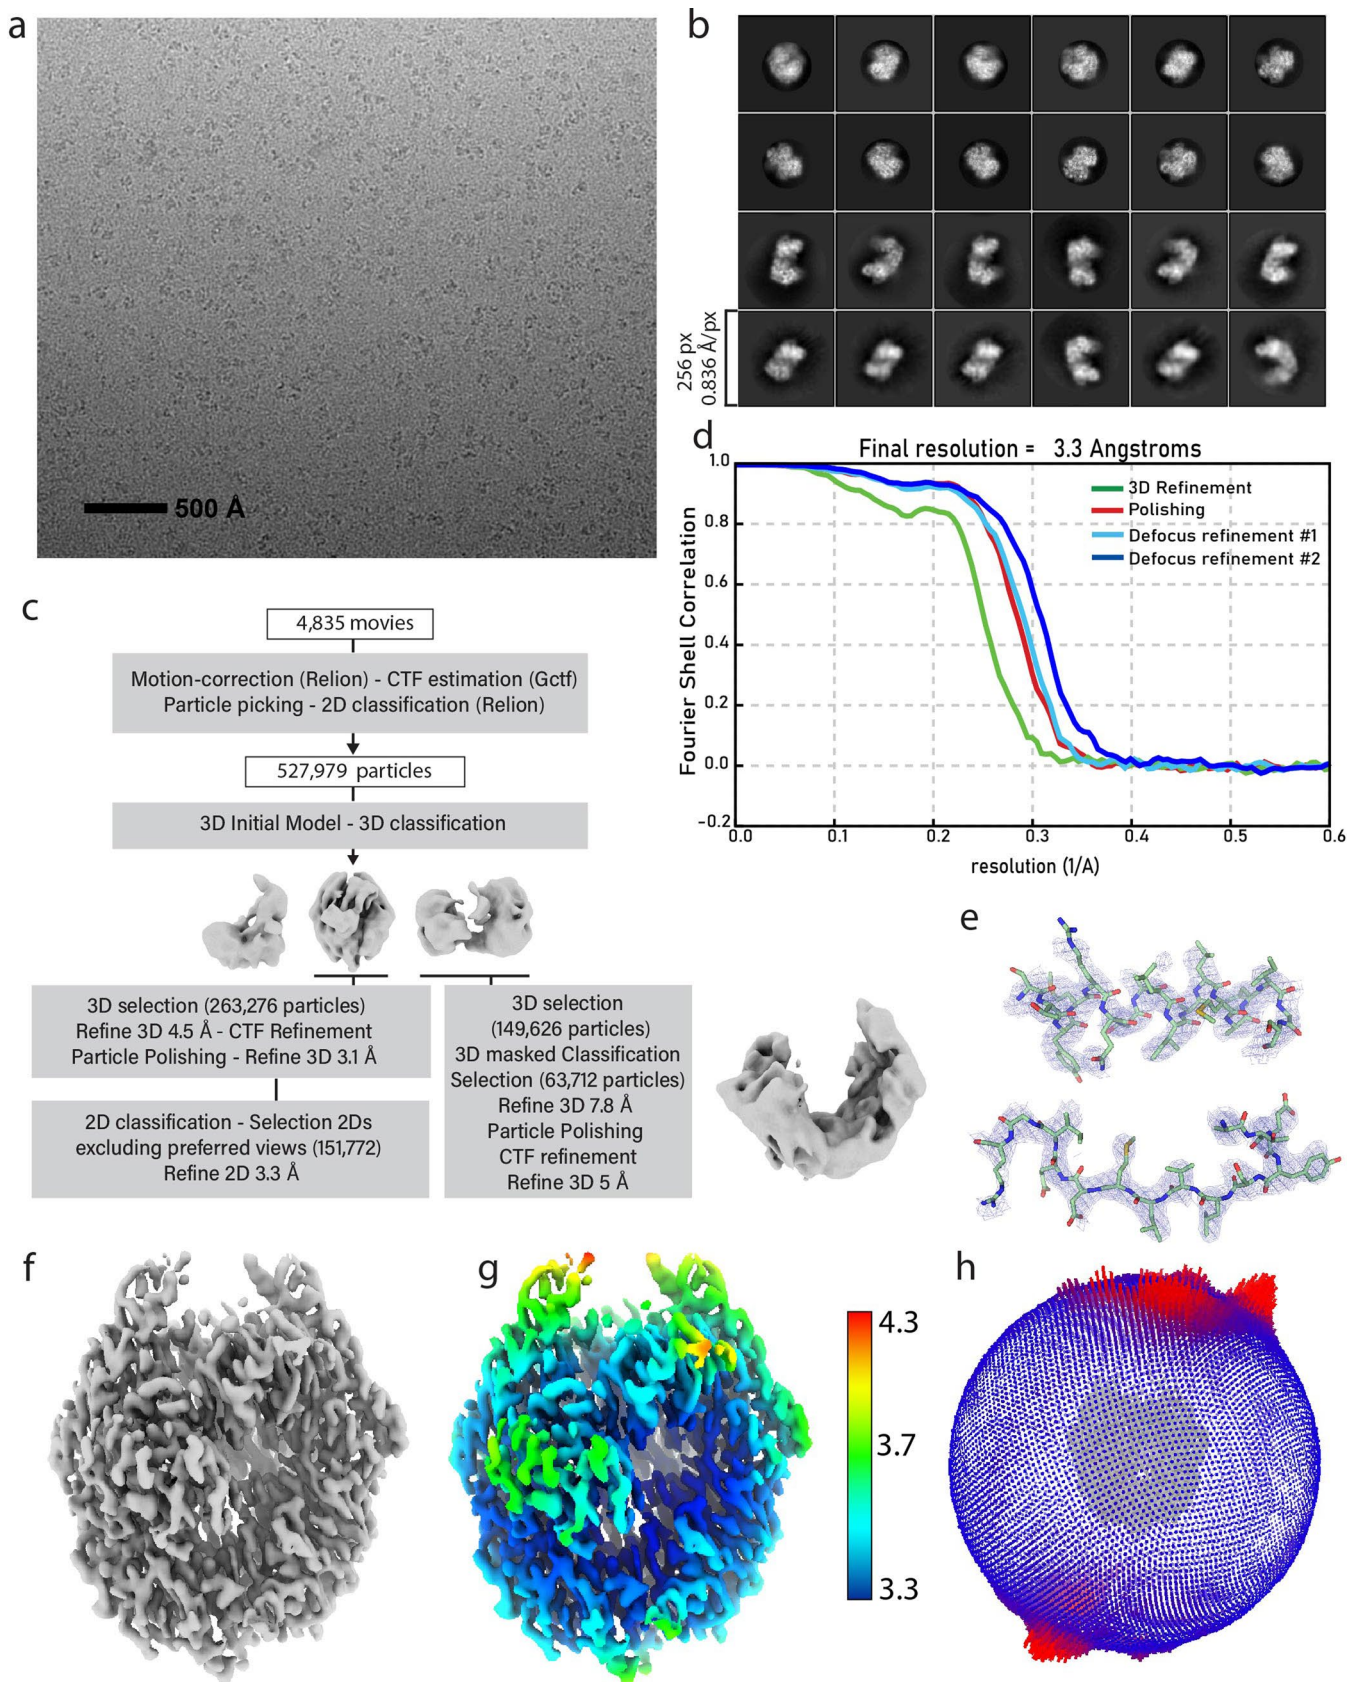 a
500 Å
b
256 px
0.836 Å/px
c
4,835 movies
Motion-correction (Relion) - CTF estimation (Gctf)
Particle picking - 2D classification (Relion)
527,979 particles
3D Initial Model - 3D classification
3D selection (263,276 particles)
Refine 3D 4.5 Å - CTF Refinement
Particle Polishing - Refine 3D 3.1 Å
2D classification - Selection 2Ds
excluding preferred views (151,772)
Refine 2D 3.3 Å
3D selection
(149,626 particles)
3D masked Classification
Selection (63,712 particles)
Refine 3D 7.8 Å
Particle Polishing
CTF refinement
Refine 3D 5 Å
d
Final resolution = 3.3 Angstroms
Fourier Shell Correlation
1.0
0.8
0.6
0.4
0.2
0.0
-0.2
3D Refinement
Polishing
Defocus refinement #1
Defocus refinement #2
0.0 0.1 0.2 0.3 0.4 0.5 0.6
resolution (1/A)
e
f
g
4.3
3.7
3.3
h